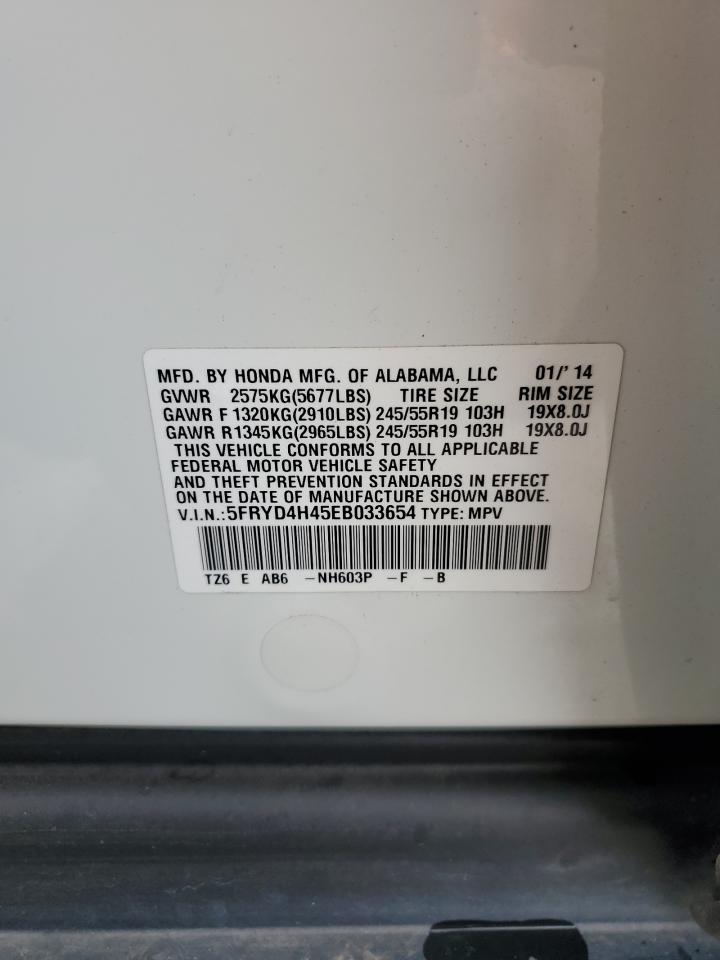 MFD. BY HONDA MFG. OF ALABAMA, LLC 01/'14
GVWR 2575KG(5677LBS) TIRE SIZE RIM SIZE
GAWR F 1320KG(2910LBS) 245/55R19 103H 19X8.0J
GAWR R1345KG(2965LBS) 245/55R19 103H 19X8.0J
THIS VEHICLE CONFORMS TO ALL APPLICABLE
FEDERAL MOTOR VEHICLE SAFETY
AND THEFT PREVENTION STANDARDS IN EFFECT
ON THE DATE OF MANUFACTURE SHOWN ABOVE.
V.I.N.:5FRYD4H45EB033654 TYPE: MPV
TZ6 E AB6 -NH603P -F -B